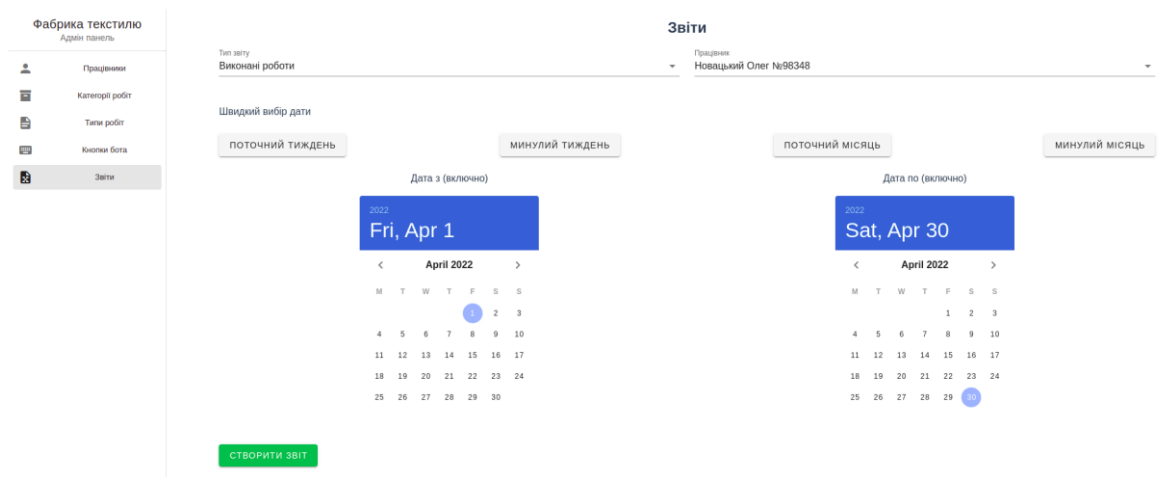 Фабрика текстилю
Адмін панель
Працівники
Категорії робіт
Типи робіт
Кнопки бота
Звіти
Звіти
Тип звіту
Виконані роботи
Працівник
Новацький Олег №98348
Швидкий вибір дати
ПОТОЧНИЙ ТИЖДЕНЬ
МИНУЛИЙ ТИЖДЕНЬ
ПОТОЧНИЙ МІСЯЦЬ
МИНУЛИЙ МІСЯЦЬ
Дата з (включно)
2022
Fri, Apr 1
April 2022
M T W T F S S
1 2 3
4 5 6 7 8 9 10
11 12 13 14 15 16 17
18 19 20 21 22 23 24
25 26 27 28 29 30
Дата по (включно)
2022
Sat, Apr 30
April 2022
M T W T F S S
1 2 3
4 5 6 7 8 9 10
11 12 13 14 15 16 17
18 19 20 21 22 23 24
25 26 27 28 29 30
СТВОРИТИ ЗВІТ